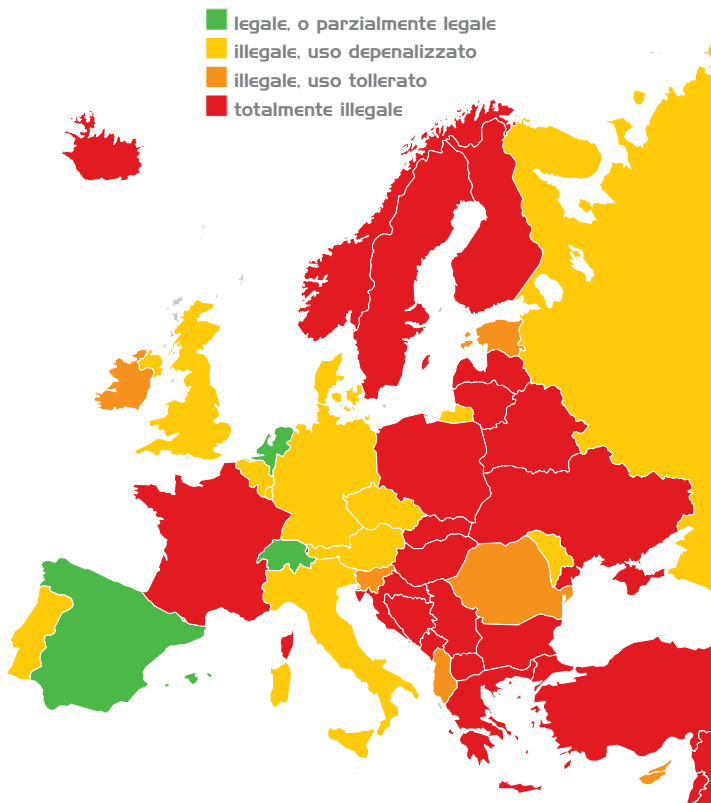 legale, o parzialmente legale
illegale, uso depenalizzato
illegale, uso tollerato
totalmente illegale